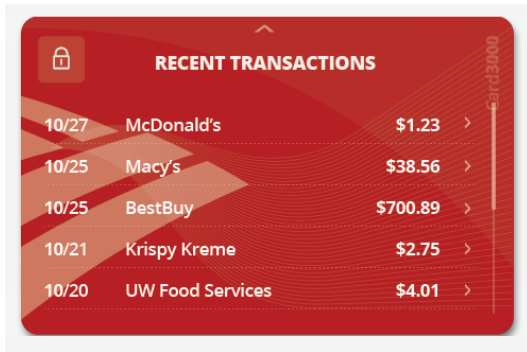 RECENT TRANSACTIONS
Card3000
10/27 McDonald's $1.23
10/25 Macy's $38.56
10/25 BestBuy $700.89
10/21 Krispy Kreme $2.75
10/20 UW Food Services $4.01